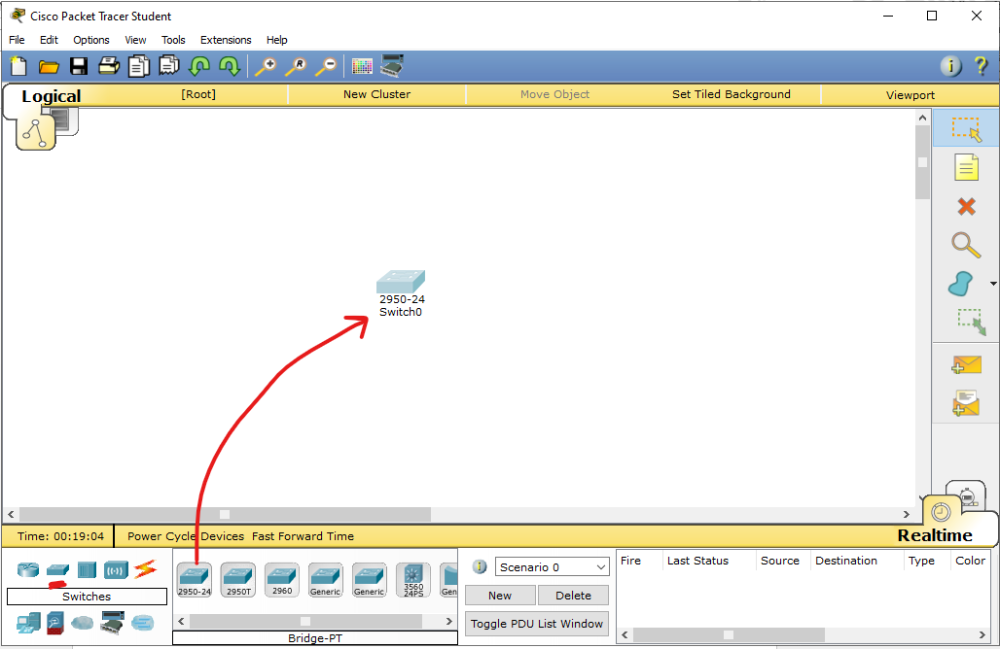 Cisco Packet Tracer Student
File Edit Options View Tools Extensions Help
Logical [Root] New Cluster Move Object Set Tiled Background Viewport
2950-24
Switch0
Time: 00:19:04 Power Cycle Devices Fast Forward Time Realtime
Switches
2950-24 2950T 2960 Generic Generic 3560 24PS Gen
Bridge-PT
Scenario 0
New Delete
Toggle PDU List Window
Fire Last Status Source Destination Type Color